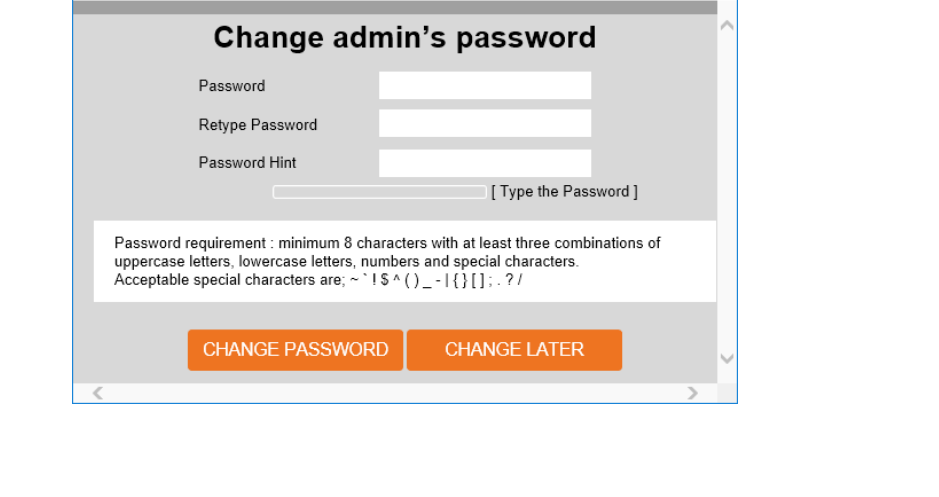 Change admin’s password
Password
Retype Password
Password Hint
[ Type the Password ]
Password requirement : minimum 8 characters with at least three combinations of
uppercase letters, lowercase letters, numbers and special characters.
Acceptable special characters are; ~ ` ! $ ^ ( ) _ - | { } [ ] ; . ? /
CHANGE PASSWORD CHANGE LATER